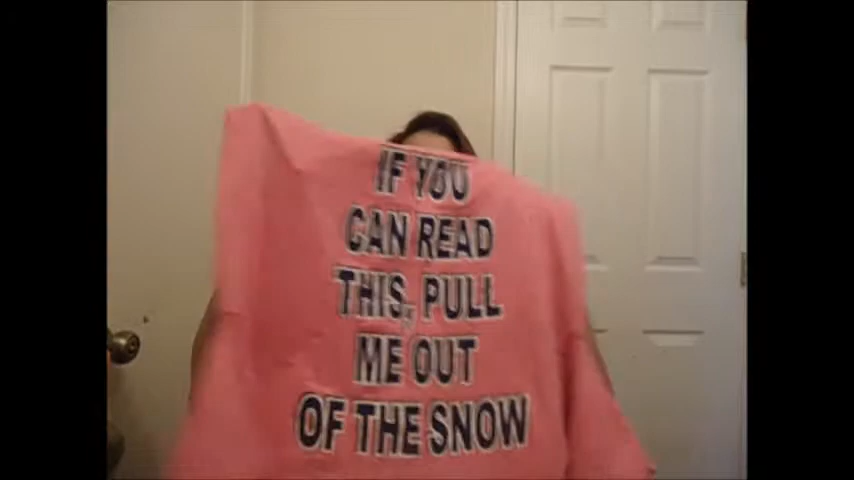 IF YOU
CAN READ
THIS, PULL
ME OUT
OF THE SNOW